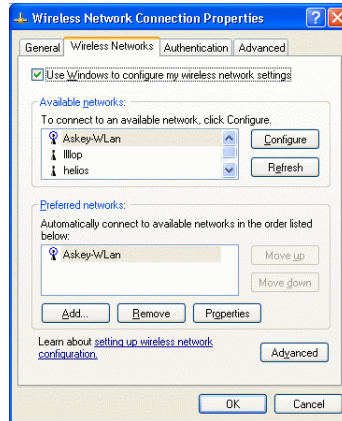 Wireless Network Connection Properties
General Wireless Networks Authentication Advanced
Use Windows to configure my wireless network settings
Available networks:
To connect to an available network, click Configure.
Askey-WLan
llllop
helios
Configure
Refresh
Preferred networks:
Automatically connect to available networks in the order listed
below:
Askey-WLan
Move up
Move down
Add... Remove Properties
Learn about setting up wireless network
configuration.
Advanced
OK Cancel